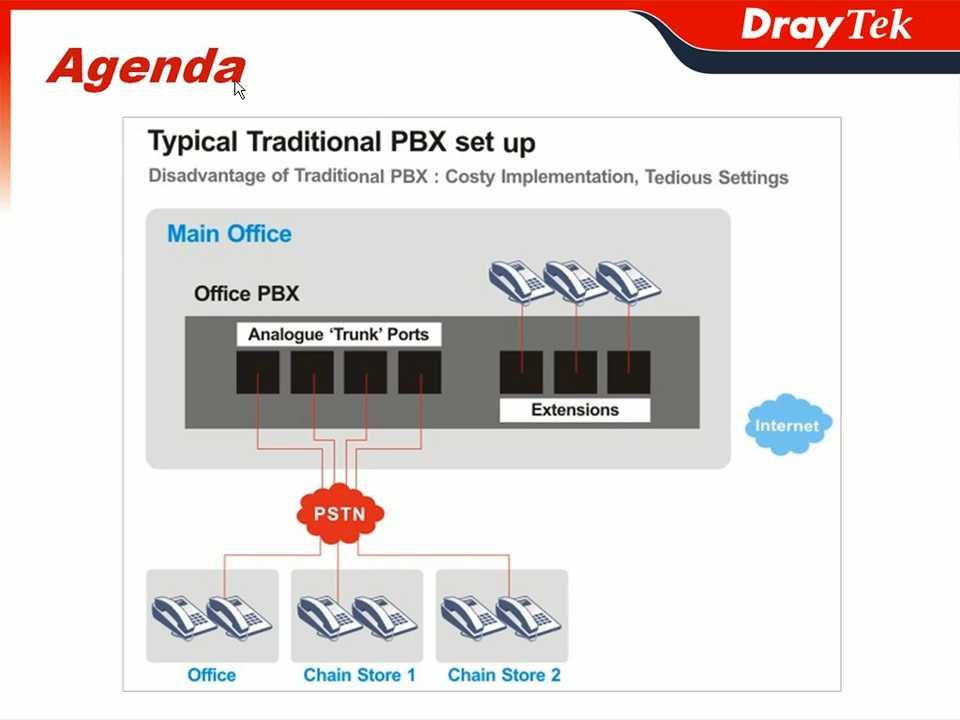 DrayTek
Agenda
Typical Traditional PBX set up
Disadvantage of Traditional PBX : Costy Implementation, Tedious Settings
Main Office
Office PBX
Analogue ‘Trunk’ Ports
Extensions
Internet
PSTN
Office
Chain Store 1
Chain Store 2